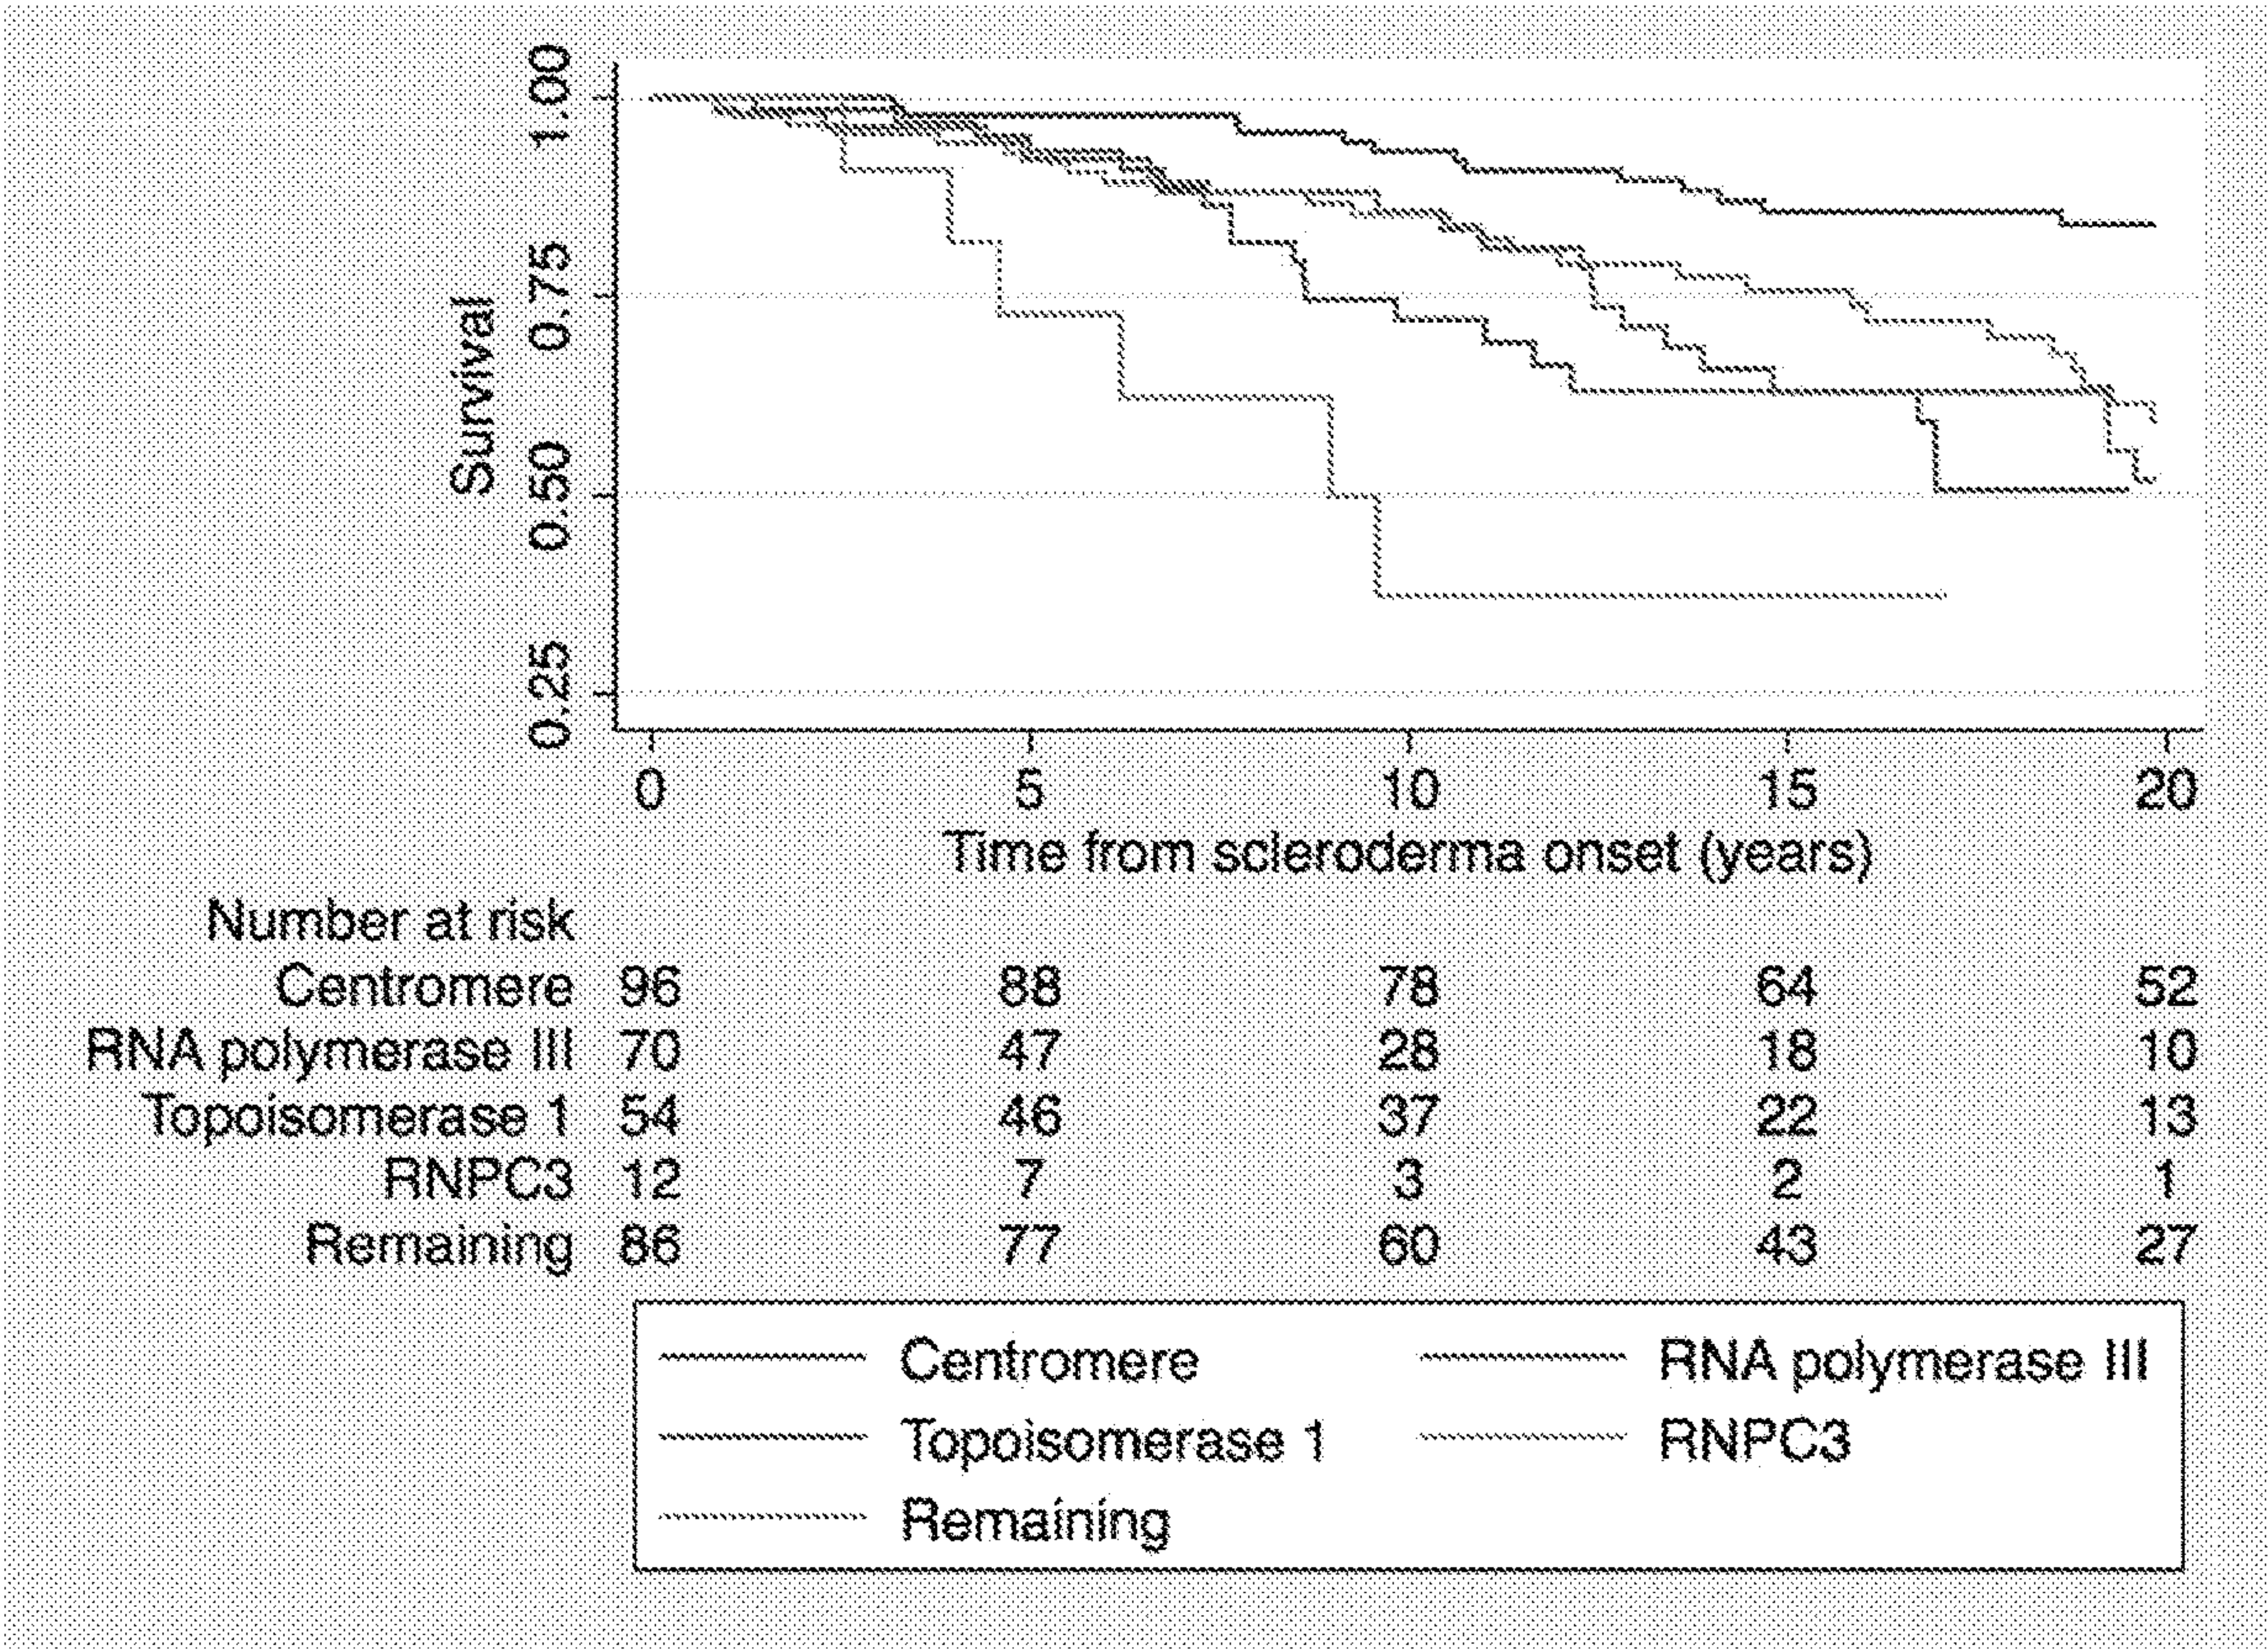 1.00
0.75
0.50
0.25
Survival
0 5 10 15 20
Time from scleroderma onset (years)
Number at risk
Centromere 96 88 78 64 52
RNA polymerase III 70 47 28 18 10
Topoisomerase 1 54 46 37 22 13
RNPC3 12 7 3 2 1
Remaining 86 77 60 43 27
Centromere RNA polymerase III
Topoisomerase 1 RNPC3
Remaining